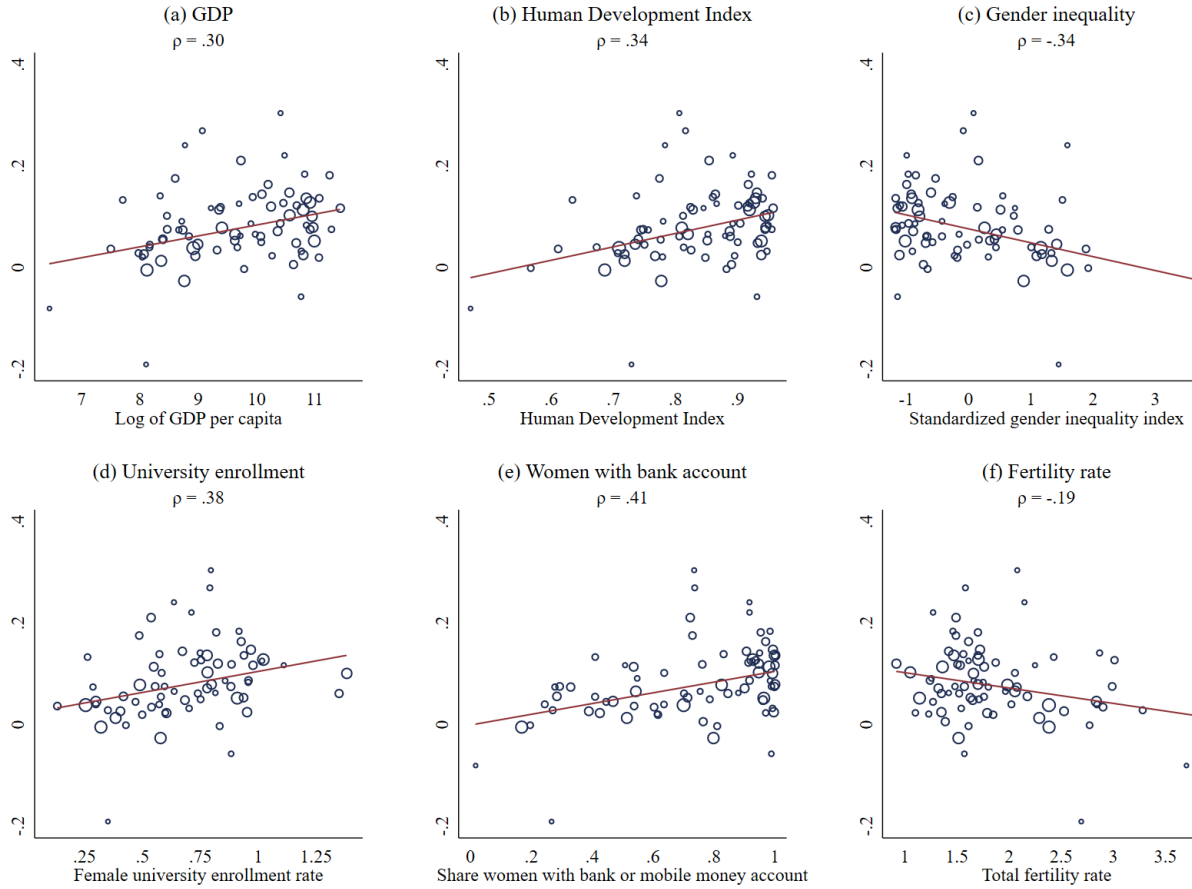 (a) GDP
ρ = .30
.4
.2
0
-.2
7 8 9 10 11
Log of GDP per capita
(b) Human Development Index
ρ = .34
.4
.2
0
-.2
.5 .6 .7 .8 .9
Human Development Index
(c) Gender inequality
ρ = -.34
.4
.2
0
-.2
-1 0 1 2 3
Standardized gender inequality index
(d) University enrollment
ρ = .38
.4
.2
0
-.2
.25 .5 .75 1 1.25
Female university enrollment rate
(e) Women with bank account
ρ = .41
.4
.2
0
-.2
0 .2 .4 .6 .8 1
Share women with bank or mobile money account
(f) Fertility rate
ρ = -.19
.4
.2
0
-.2
1 1.5 2 2.5 3 3.5
Total fertility rate